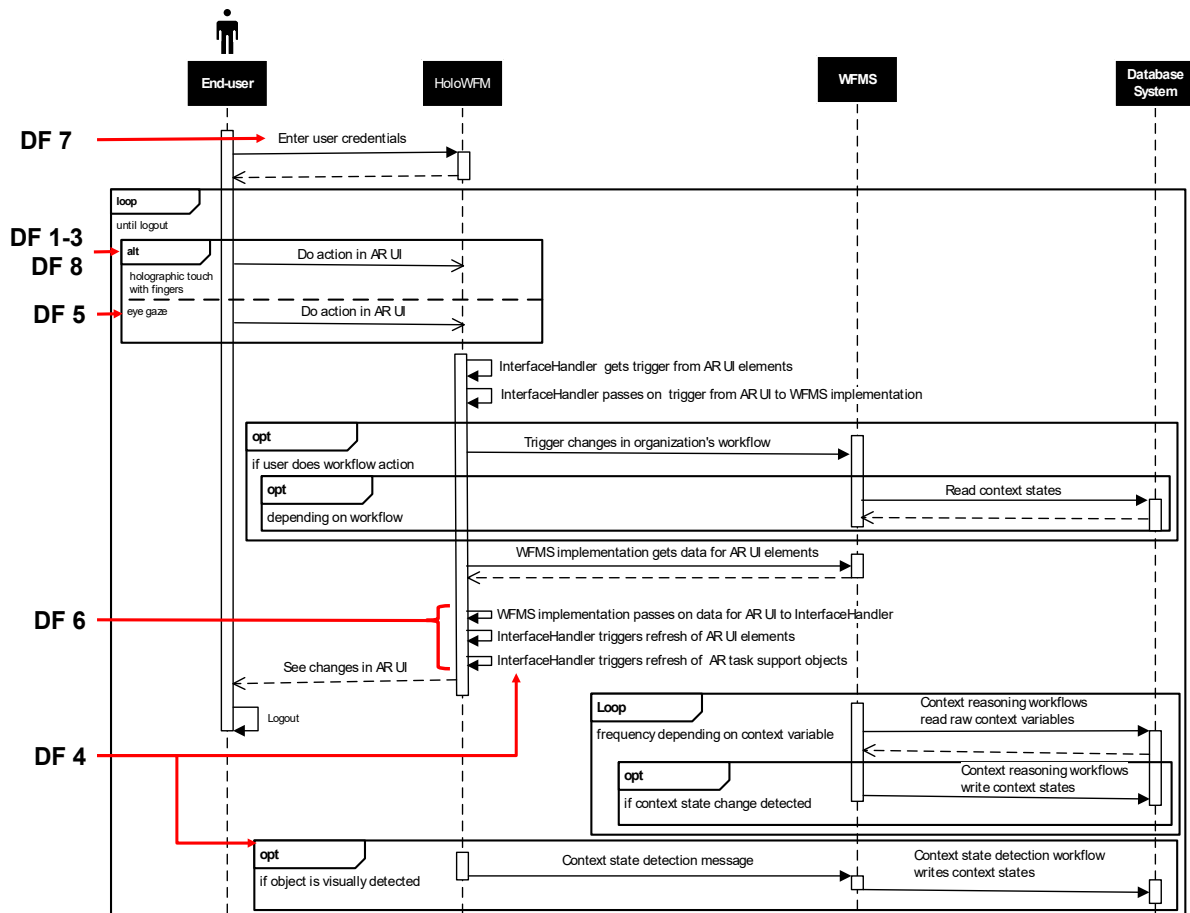 End-user
HoloWFM
WFMS
Database
System
DF 7
Enter user credentials
loop
until logout
DF 1-3
DF 8
alt
Do action in AR UI
holographic touch
with fingers
DF 5
eye gaze
Do action in AR UI
InterfaceHandler gets trigger from AR UI elements
InterfaceHandler passes on trigger from AR UI to WFMS implementation
opt
Trigger changes in organization's workflow
if user does workflow action
opt
Read context states
depending on workflow
WFMS implementation gets data for AR UI elements
DF 6
WFMS implementation passes on data for AR UI to InterfaceHandler
InterfaceHandler triggers refresh of AR UI elements
InterfaceHandler triggers refresh of AR task support objects
See changes in AR UI
Logout
DF 4
Loop
frequency depending on context variable
Context reasoning workflows
read raw context variables
opt
if context state change detected
Context reasoning workflows
write context states
opt
if object is visually detected
Context state detection message
Context state detection workflow
writes context states